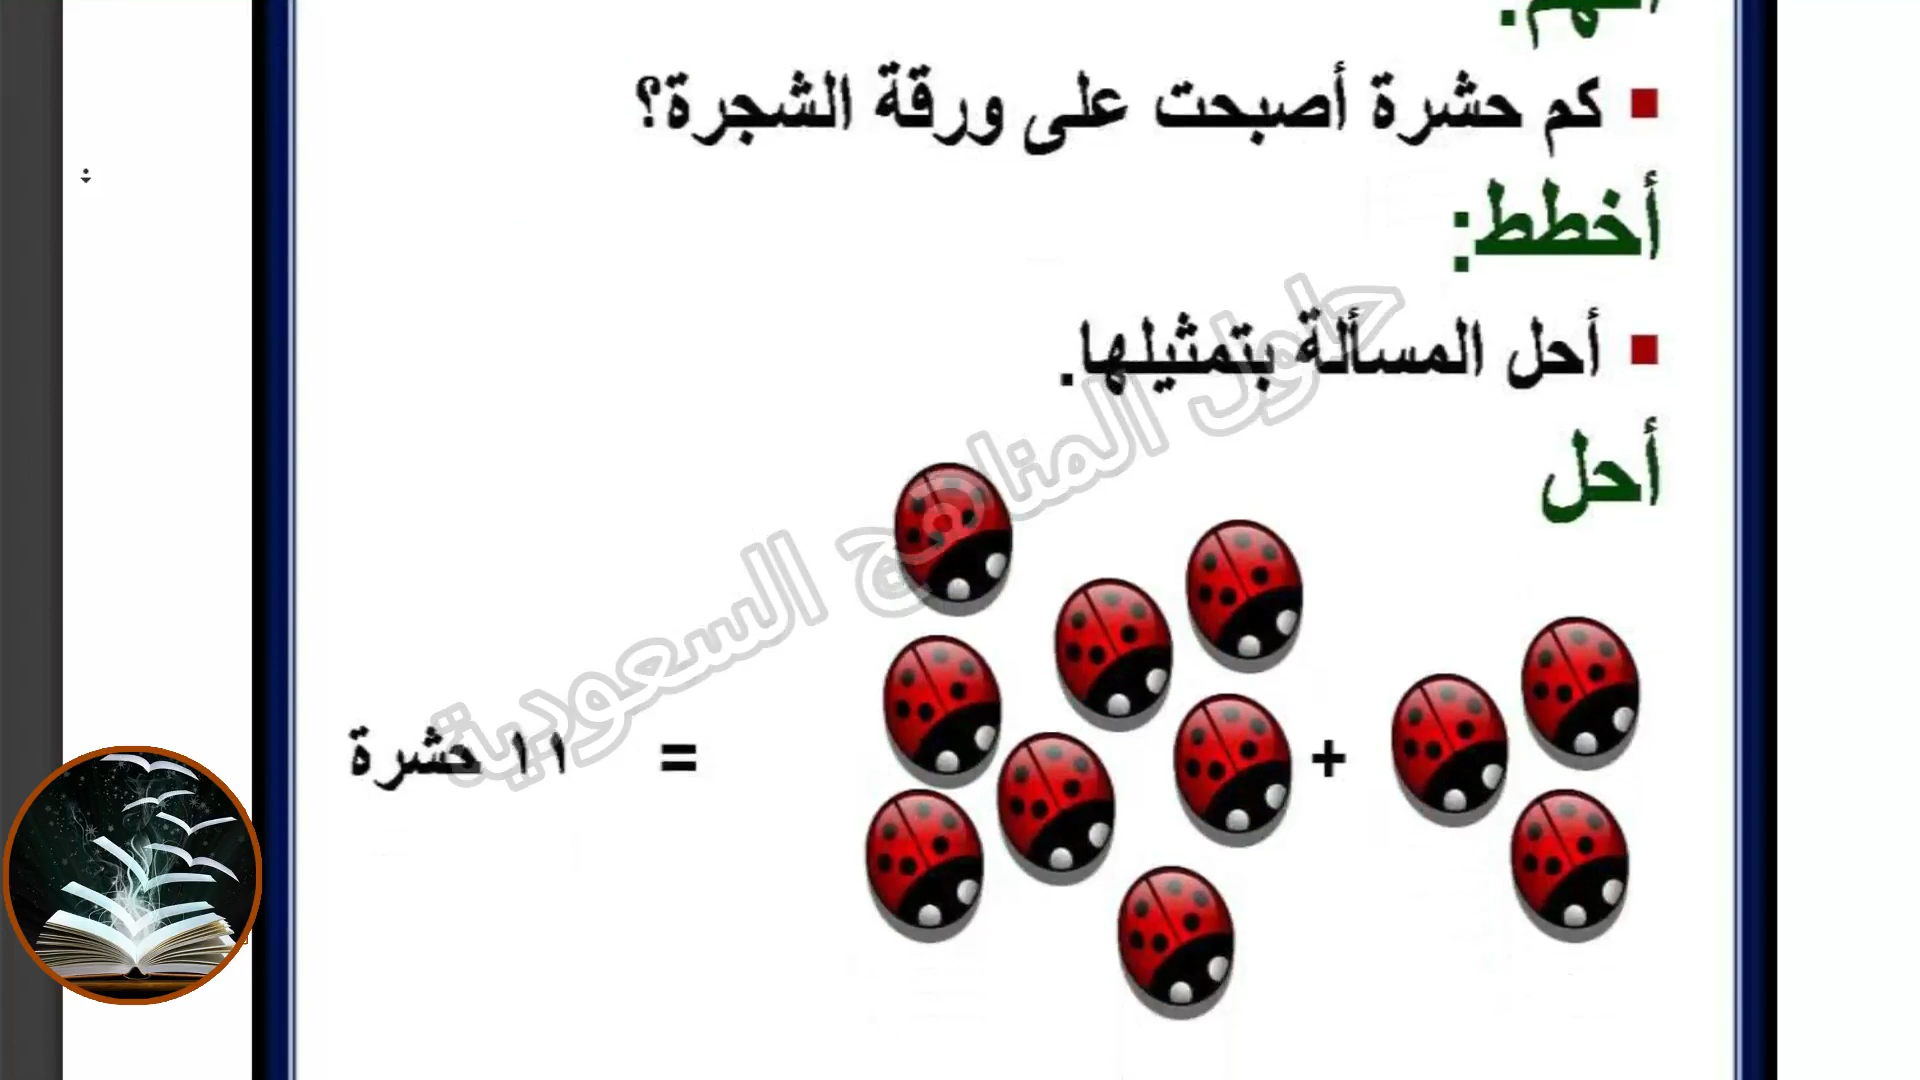 كم حشرة أصبحت على ورقة الشجرة؟
أخطط:
أحل المسألة بتمثيلها.
أحل
+ = ١١ حشرة
حلول المناهج السعودية